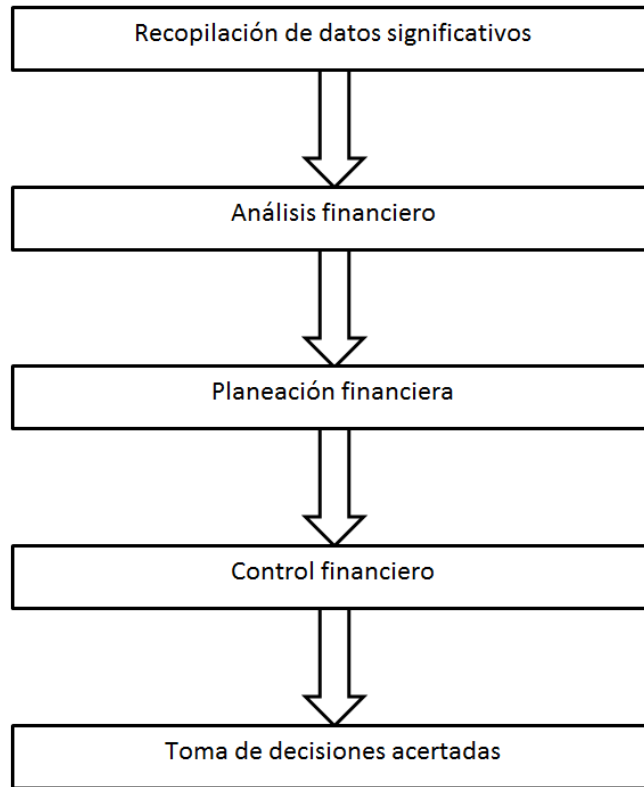 Recopilación de datos significativos
Análisis financiero
Planeación financiera
Control financiero
Toma de decisiones acertadas